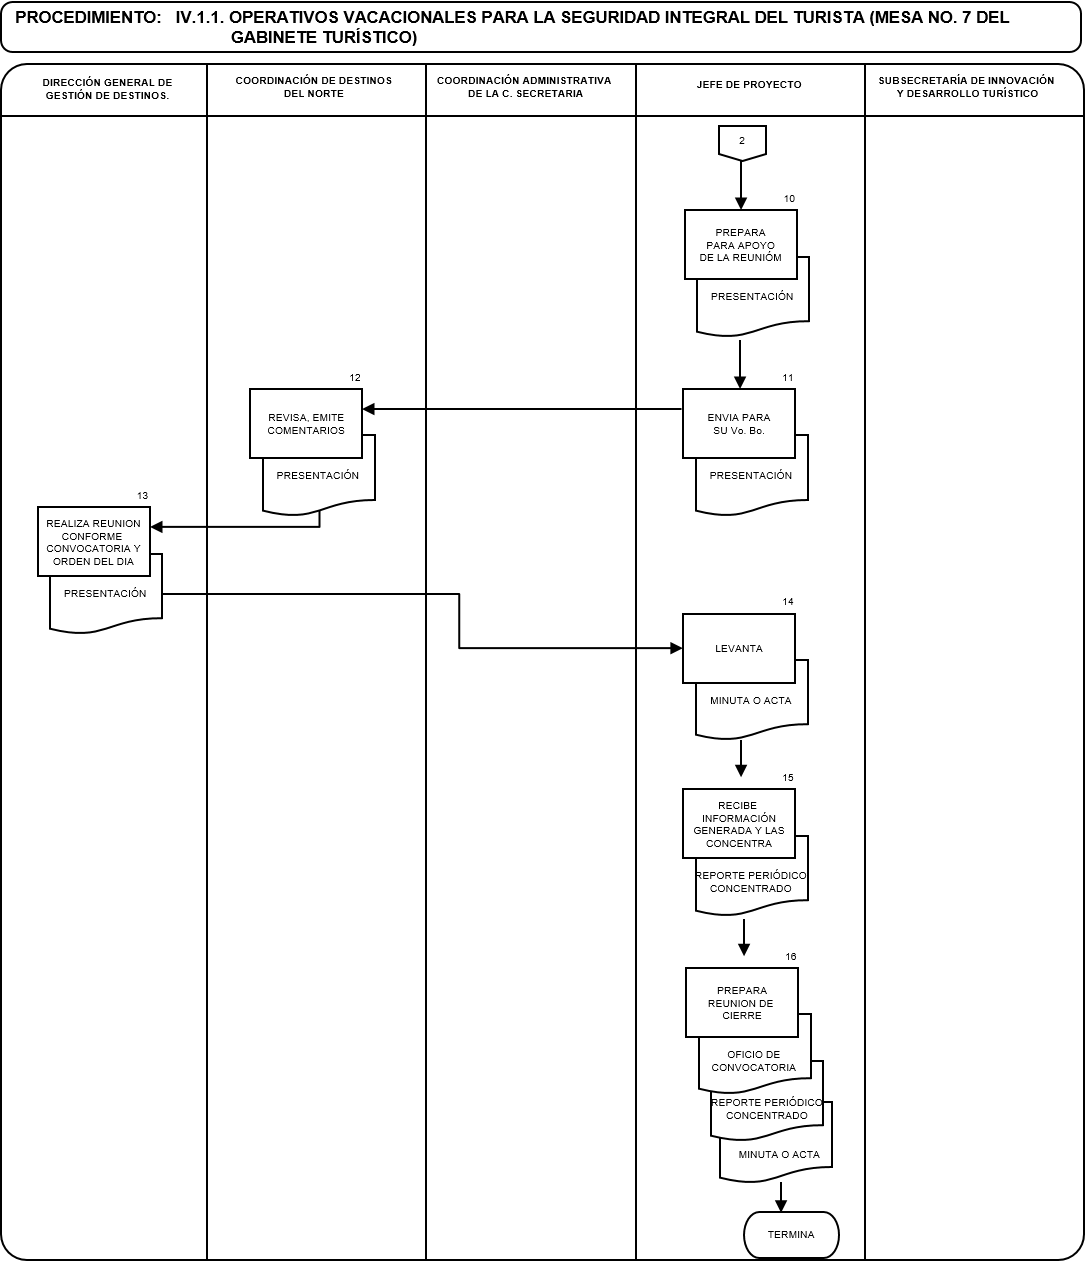 PROCEDIMIENTO: IV.1.1. OPERATIVOS VACACIONALES PARA LA SEGURIDAD INTEGRAL DEL TURISTA (MESA NO. 7 DEL
GABINETE TURÍSTICO)
DIRECCIÓN GENERAL DE
GESTIÓN DE DESTINOS.
COORDINACIÓN DE DESTINOS
DEL NORTE
COORDINACIÓN ADMINISTRATIVA
DE LA C. SECRETARIA
JEFE DE PROYECTO
SUBSECRETARÍA DE INNOVACIÓN
Y DESARROLLO TURÍSTICO
2
10
PREPARA
PARA APOYO
DE LA REUNIÓM
PRESENTACIÓN
11
ENVIA PARA
SU Vo. Bo.
PRESENTACIÓN
12
REVISA, EMITE
COMENTARIOS
PRESENTACIÓN
13
REALIZA REUNION
CONFORME
CONVOCATORIA Y
ORDEN DEL DIA
PRESENTACIÓN
14
LEVANTA
MINUTA O ACTA
15
RECIBE
INFORMACIÓN
GENERADA Y LAS
CONCENTRA
REPORTE PERIÓDICO
CONCENTRADO
16
PREPARA
REUNION DE
CIERRE
OFICIO DE
CONVOCATORIA
REPORTE PERIÓDICO
CONCENTRADO
MINUTA O ACTA
TERMINA